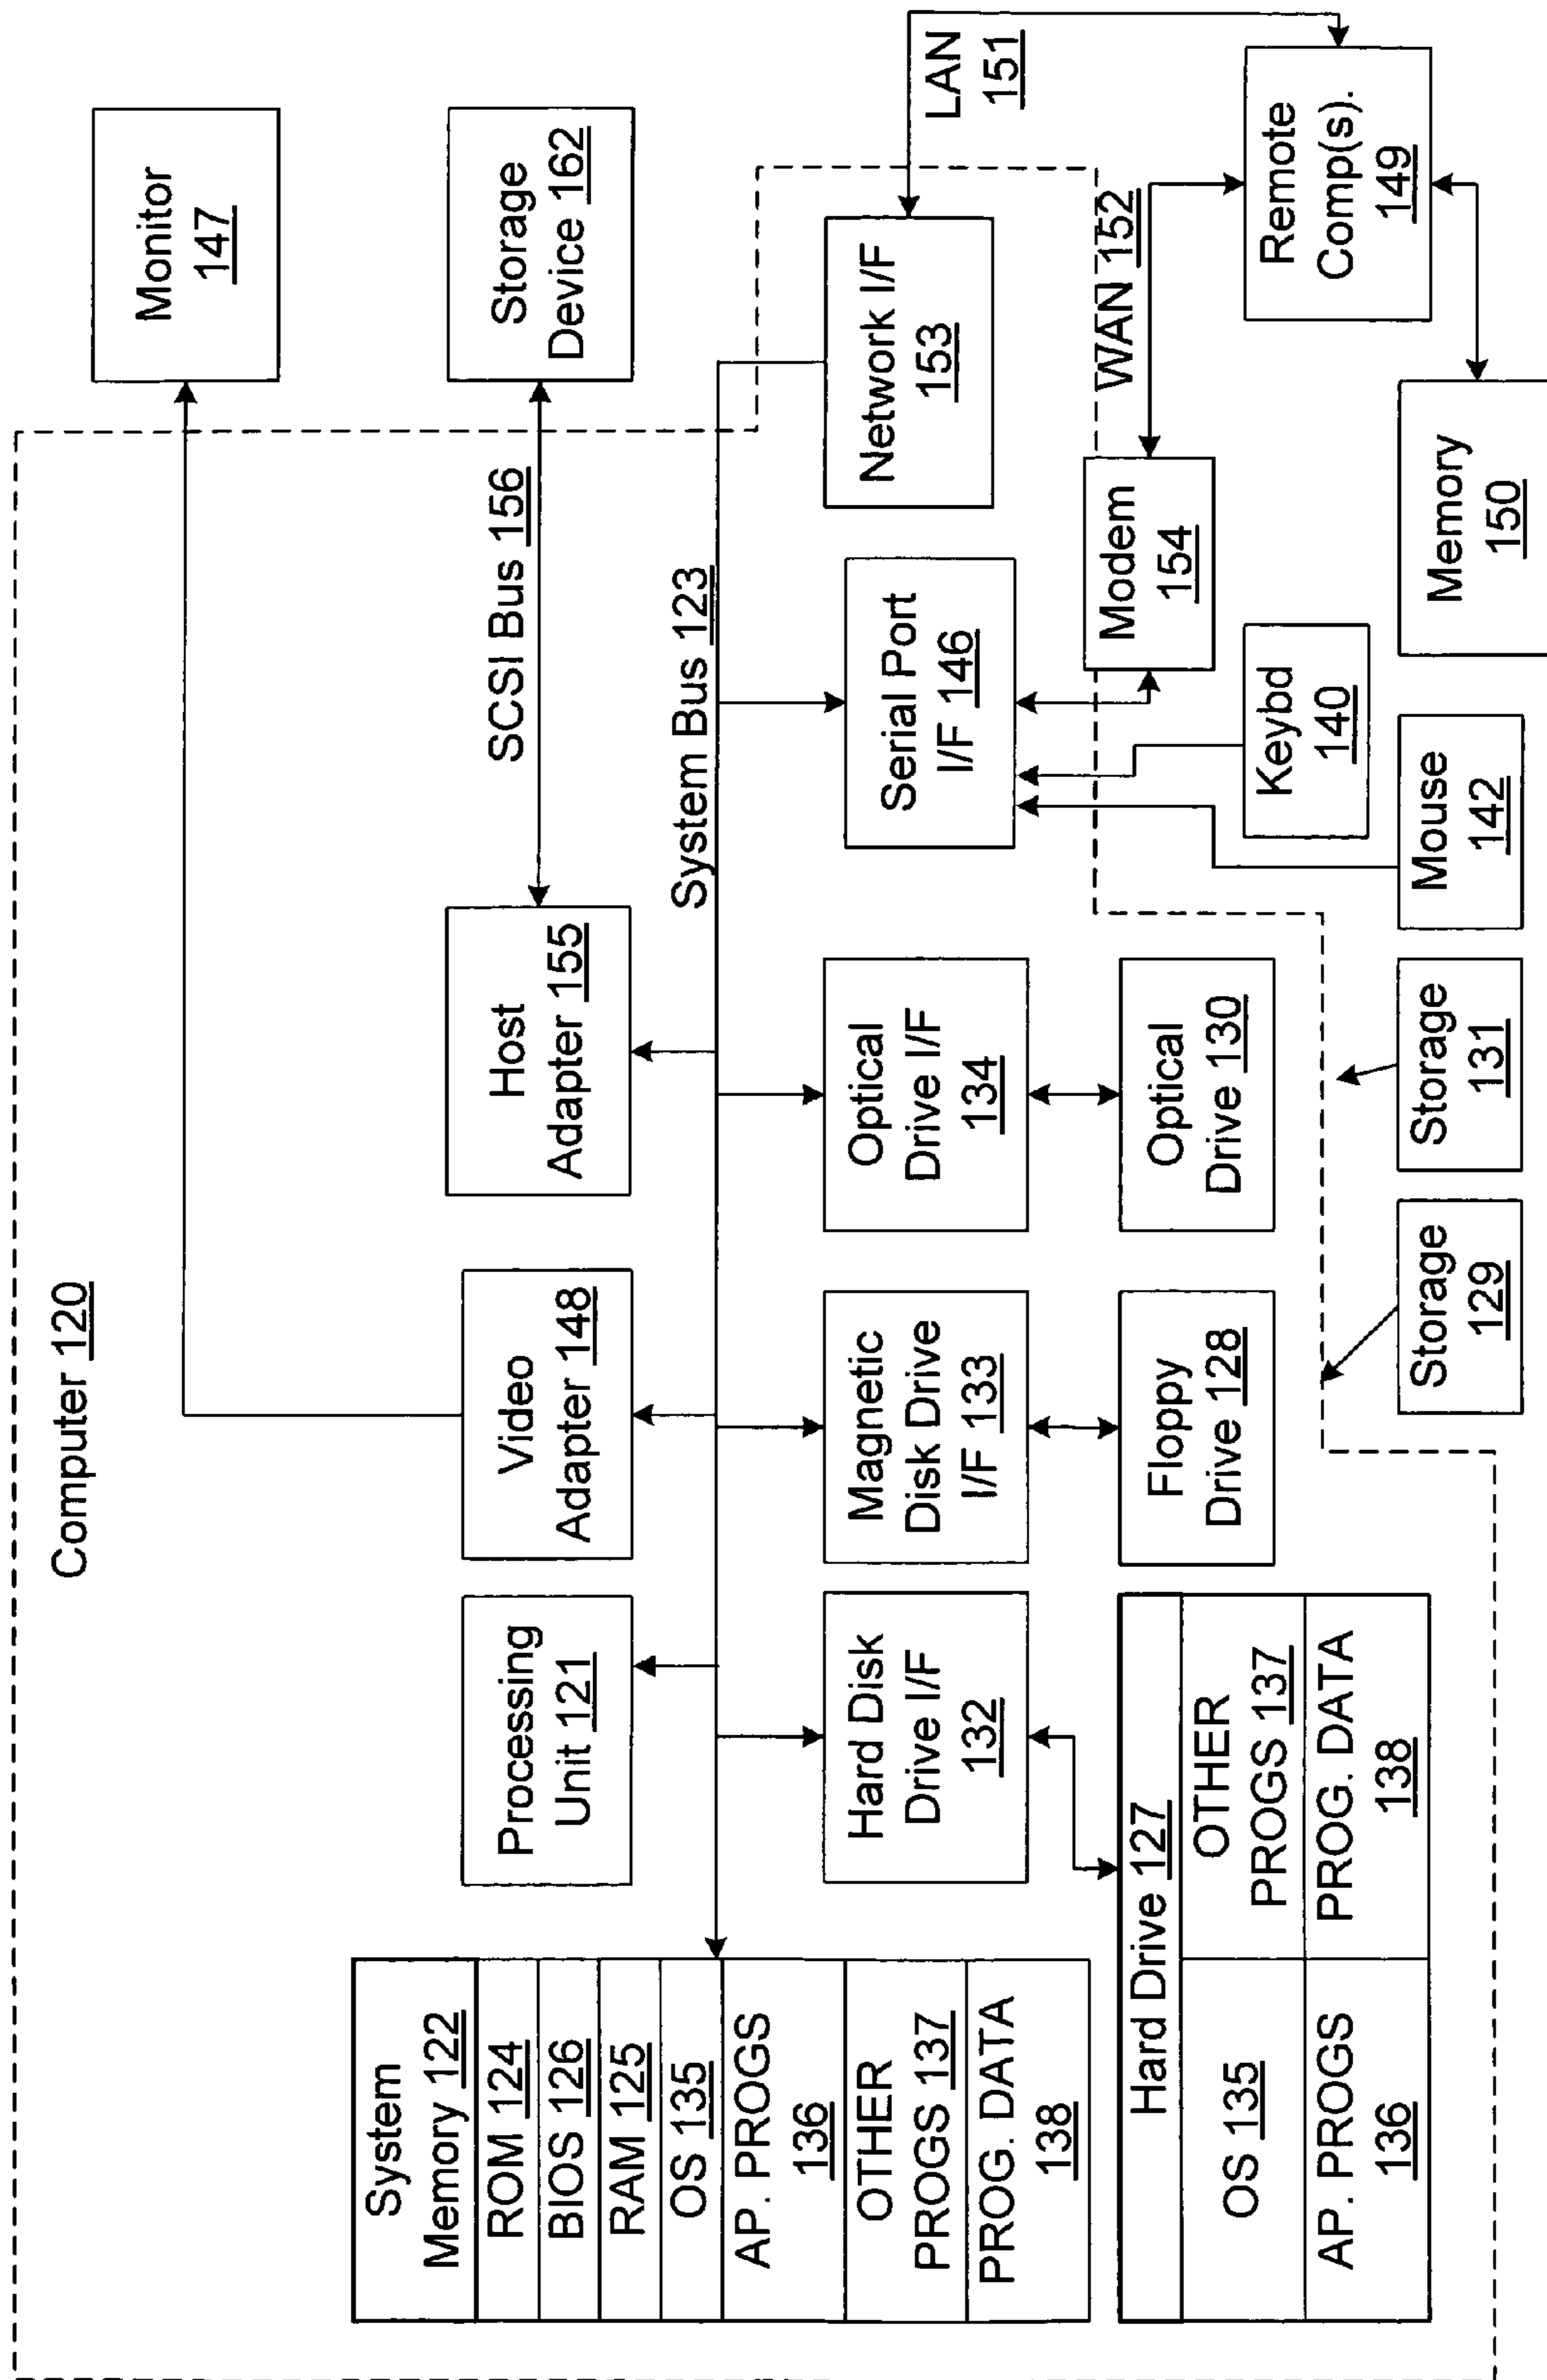 Computer 120
Monitor
147
Storage
Device 162
SCSI Bus 156
Host
Adapter 155
Video
Adapter 148
Processing
Unit 121
System
Memory 122
ROM 124
BIOS 126
RAM 125
OS 135
AP. PROGS
136
OTHER
PROGS 137
PROG. DATA
138
System Bus 123
Hard Disk
Drive I/F
132
Magnetic
Disk Drive
I/F 133
Optical
Drive I/F
134
Serial Port
I/F 146
Network I/F
153
LAN
151
Hard Drive 127
OS 135
OTHER
PROGS 137
AP. PROGS
136
PROG. DATA
138
Floppy
Drive 128
Optical
Drive 130
Modem
154
WAN 152
Remote
Comp(s).
149
Storage
129
Storage
131
Mouse
142
Keybd
140
Memory
150